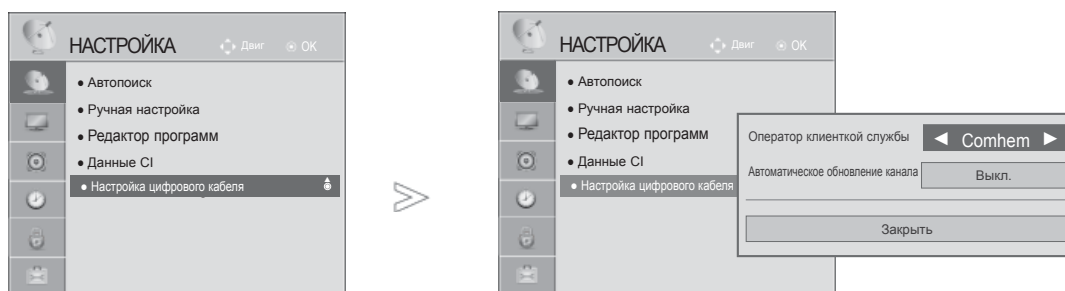 НАСТРОЙКА Двиг OK
● Автопоиск
● Ручная настройка
● Редактор программ
● Данные CI
● Настройка цифрового кабеля
НАСТРОЙКА Двиг OK
● Автопоиск
● Ручная настройка
● Редактор программ
● Данные CI
● Настройка цифрового кабеля
Оператор клиенткой службы ◄ Comhem ►
Автоматическое обновление канала Выкл.
Закрыть